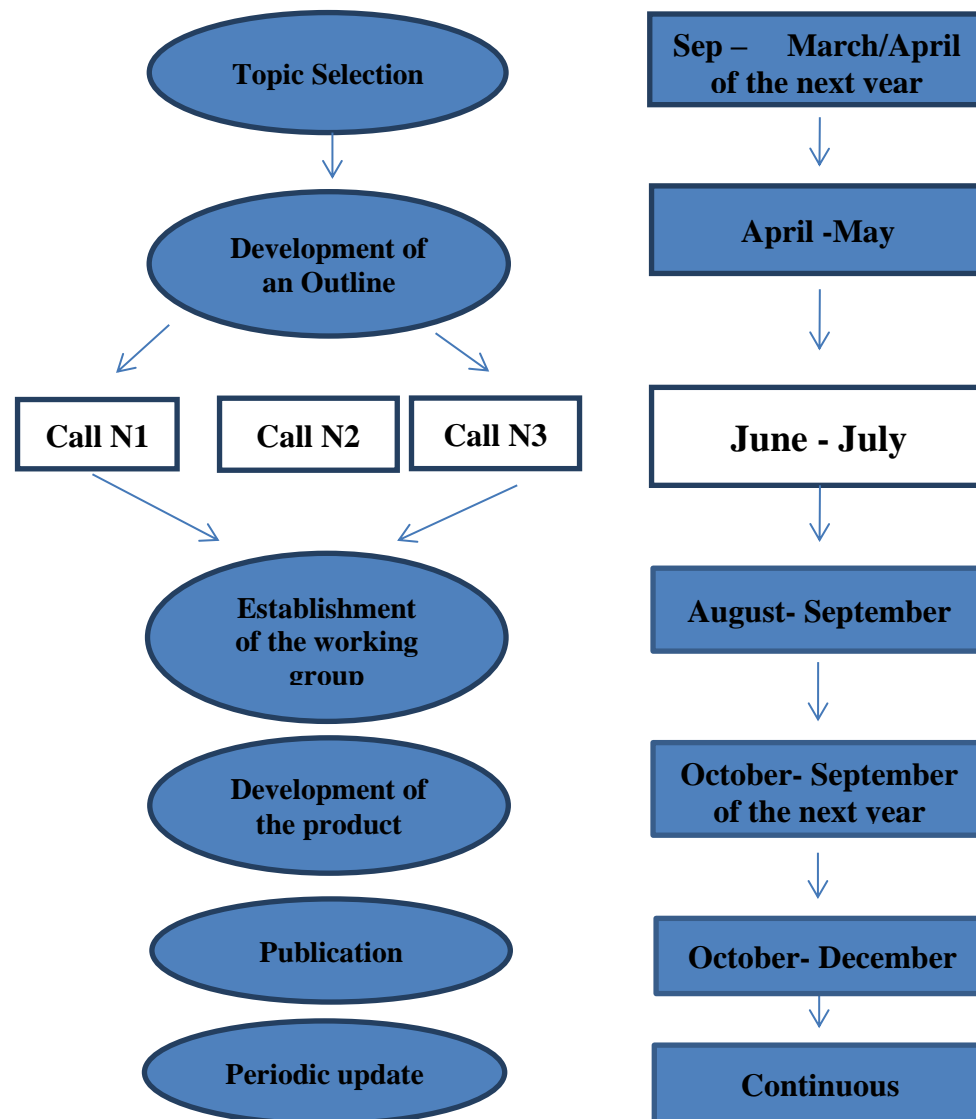 Topic Selection
Sep – March/April
of the next year
Development of
an Outline
April -May
Call N1
Call N2
Call N3
June - July
Establishment
of the working
group
August- September
Development of
the product
October- September
of the next year
Publication
October- December
Periodic update
Continuous